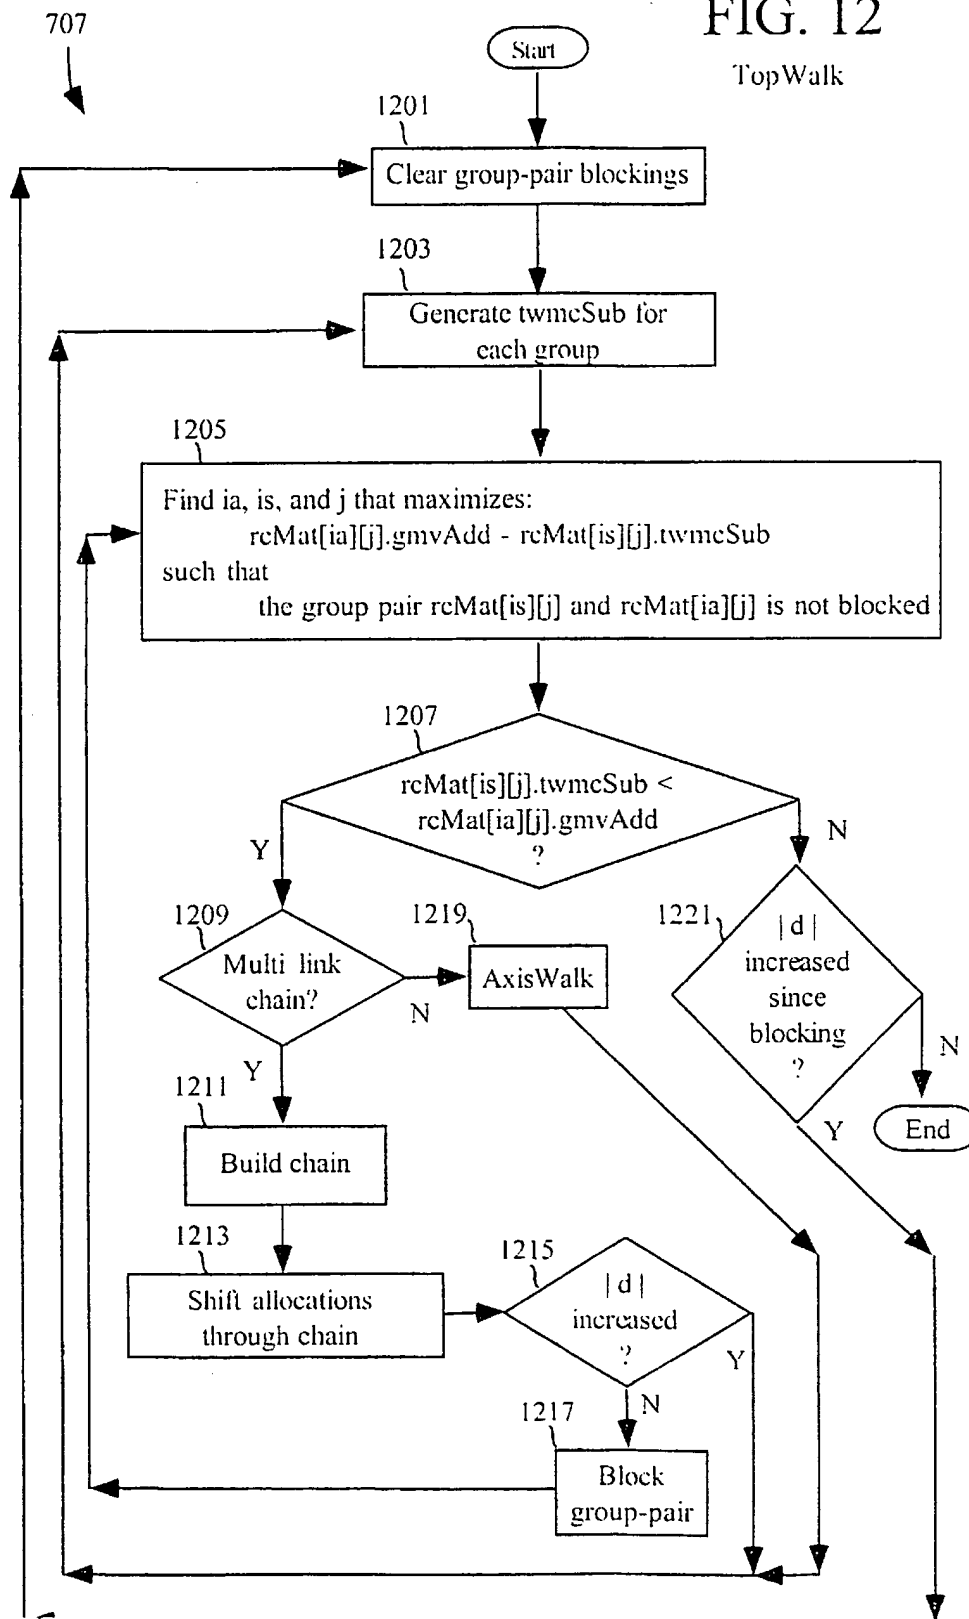 707
FIG. 12
TopWalk
Start
1201
Clear group-pair blockings
1203
Generate twmcSub for
each group
1205
Find ia, is, and j that maximizes:
rcMat[ia][j].gmvAdd - rcMat[is][j].twmcSub
such that
the group pair rcMat[is][j] and rcMat[ia][j] is not blocked
1207
rcMat[is][j].twmcSub <
rcMat[ia][j].gmvAdd
?
Y
N
1209
Multi link
chain?
N
Y
1219
AxisWalk
1221
| d |
increased
since
blocking
?
N
Y
End
1211
Build chain
1213
Shift allocations
through chain
1215
| d |
increased
?
Y
N
1217
Block
group-pair